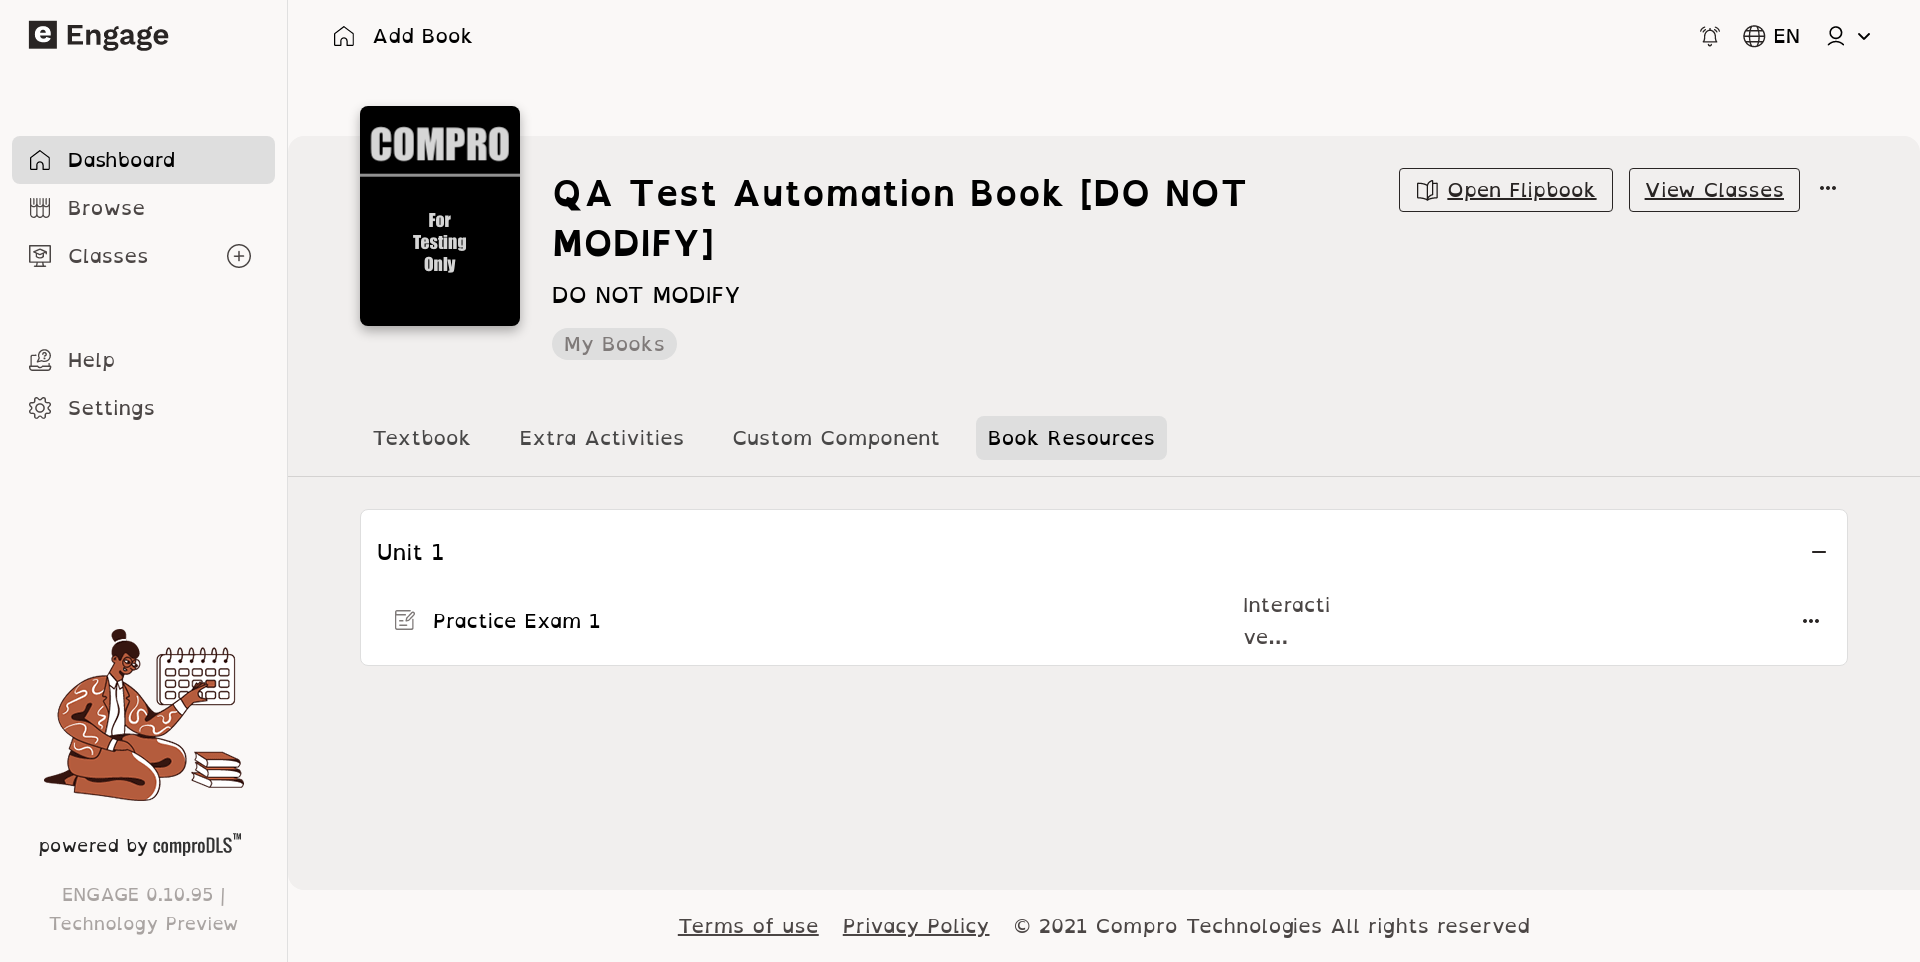 Engage
Add Book
EN
Dashboard
Browse
Classes
Help
Settings
COMPRO
For
Testing
Only
QA Test Automation Book [DO NOT
MODIFY]
DO NOT MODIFY
My Books
Open Flipbook
View Classes
Textbook
Extra Activities
Custom Component
Book Resources
Unit 1
Practice Exam 1
Interacti
ve...
powered by comproDLS™
ENGAGE 0.10.95 |
Technology Preview
Terms of use
Privacy Policy
© 2021 Compro Technologies All rights reserved